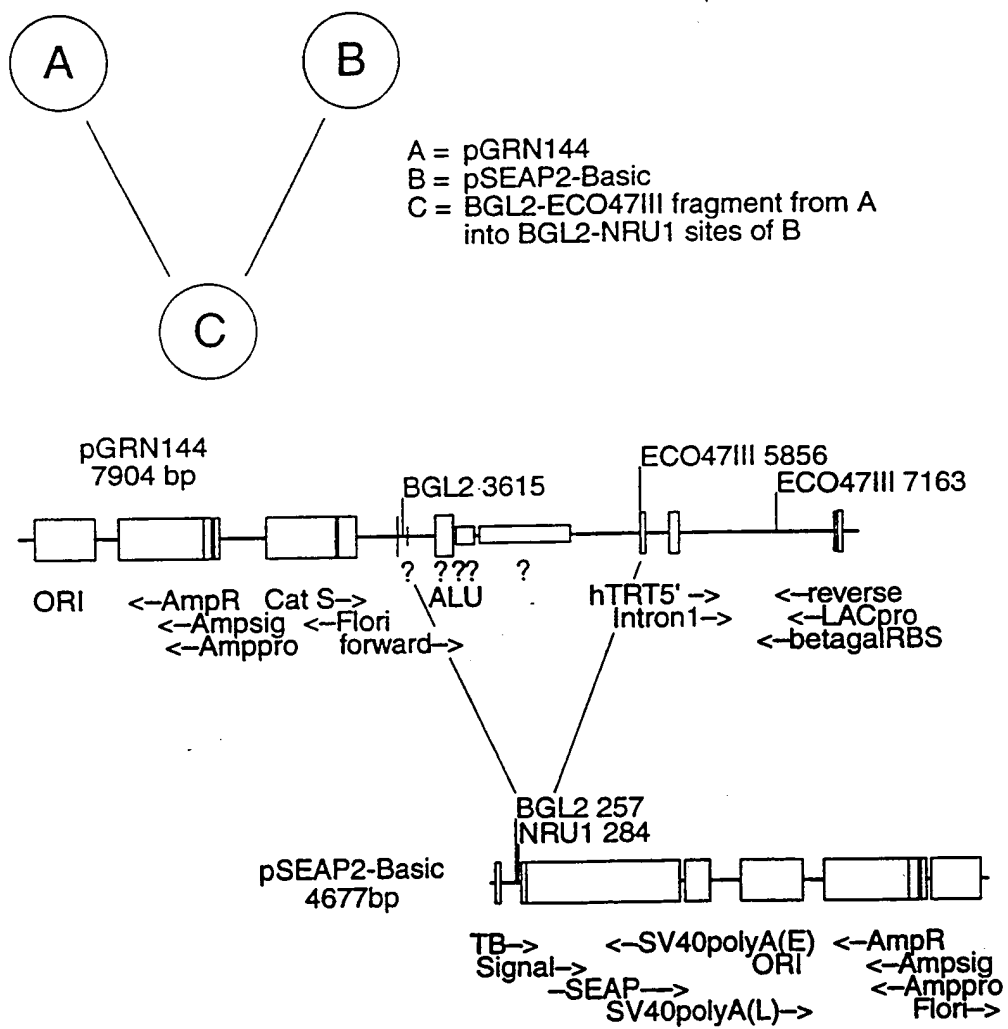 A
B
A = pGRN144
B = pSEAP2-Basic
C = BGL2-ECO47III fragment from A
into BGL2-NRU1 sites of B
C
pGRN144
7904 bp
ECO47III 5856
BGL2 3615
ECO47III 7163
? ? ?? ?
ORI <-AmpR Cat S-> ALU hTRT5' -> <-reverse
<-Ampsig <-Flori Intron1-> <-LACpro
<-Amppro forward-> <-betagalRBS
BGL2 257
NRU1 284
pSEAP2-Basic
4677bp
TB-> <-SV40polyA(E) <-AmpR
Signal-> ORI <-Ampsig
-SEAP-> <-Amppro
SV40polyA(L)-> Flori->